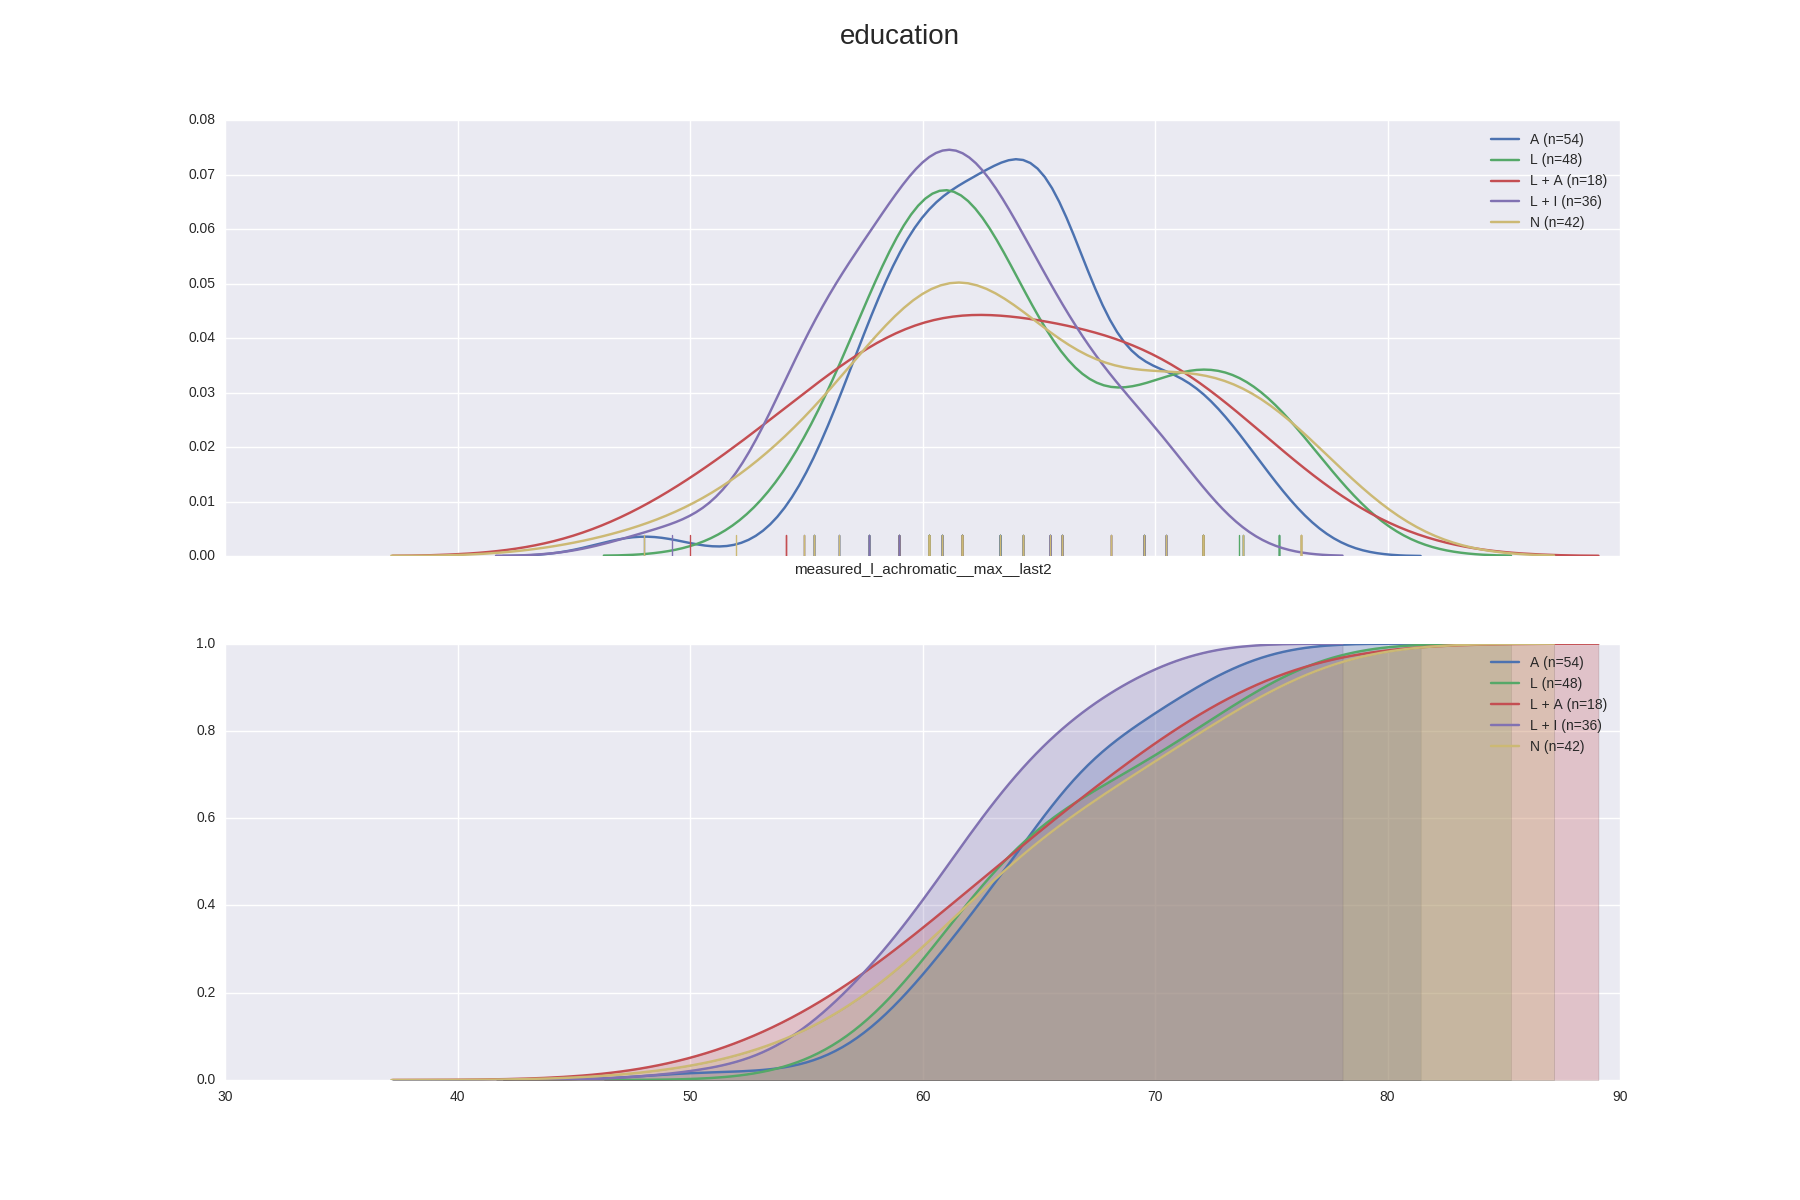 education
0.08
0.07
0.06
0.05
0.04
0.03
0.02
0.01
0.00
A (n=54)
L (n=48)
L + A (n=18)
L + I (n=36)
N (n=42)
measured_l_achromatic__max__last2
1.0
0.8
0.6
0.4
0.2
0.0
A (n=54)
L (n=48)
L + A (n=18)
L + I (n=36)
N (n=42)
30 40 50 60 70 80 90